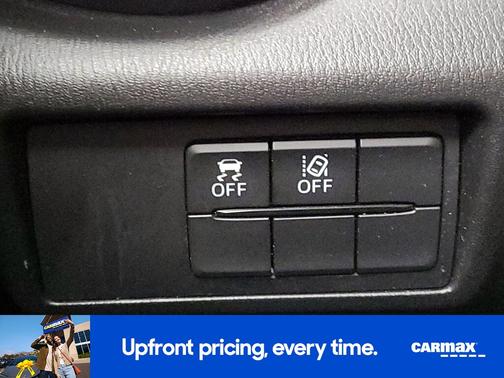 OFF OFF
Upfront pricing, every time. CARMAX